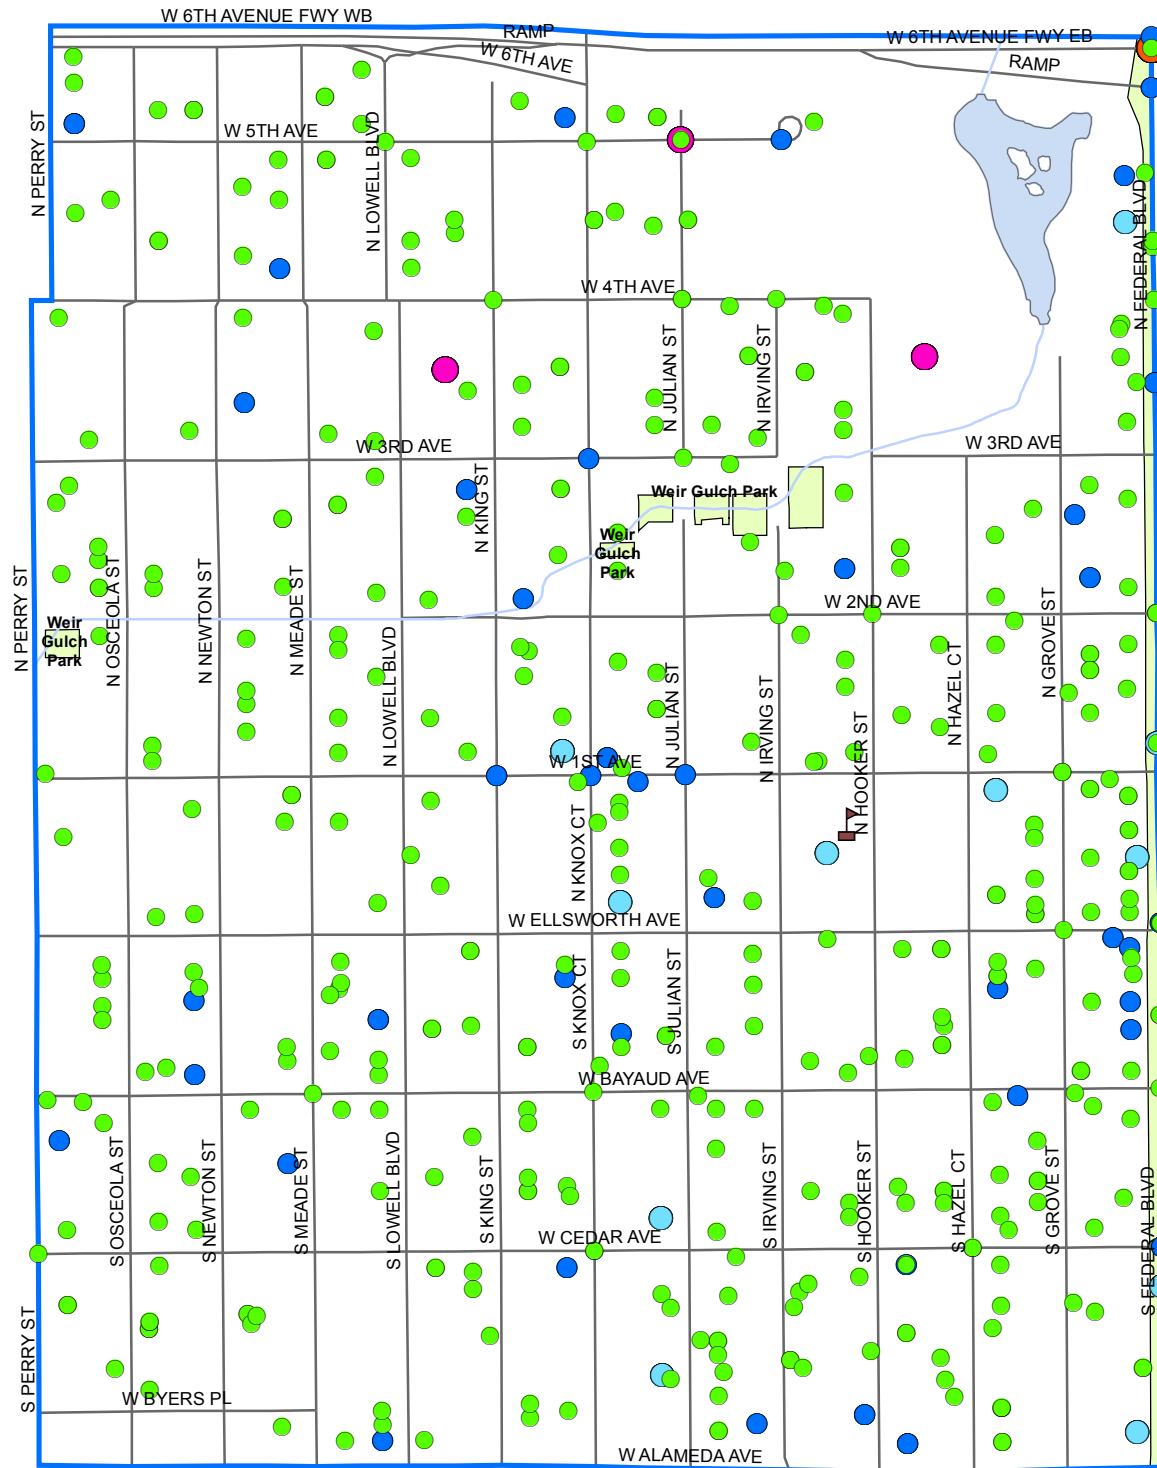 W 6TH AVENUE FWY WB
RAMP
W 6TH AVENUE FWY EB
W 6TH AVE
RAMP
N PERRY ST
W 5TH AVE
N LOWELL BLVD
N FEDERAL BLVD
W 4TH AVE
N JULIAN ST
N IRVING ST
W 3RD AVE
W 3RD AVE
N KING ST
Weir Gulch Park
Weir
Gulch
Park
N PERRY ST
N OSCEOLA ST
N NEWTON ST
N MEADE ST
W 2ND AVE
N GROVE ST
Weir
Gulch
Park
N LOWELL BLVD
N JULIAN ST
N IRVING ST
N HAZEL CT
N HOOKER ST
W 1ST AVE
N KNOX CT
W ELLSWORTH AVE
S KNOX CT
S JULIAN ST
W BAYAUD AVE
S OSCEOLA ST
S NEWTON ST
S MEADE ST
S LOWELL BLVD
S KING ST
S IRVING ST
S HOOKER ST
S HAZEL CT
S GROVE ST
S FEDERAL BLVD
W CEDAR AVE
S PERRY ST
W BYERS PL
W ALAMEDA AVE